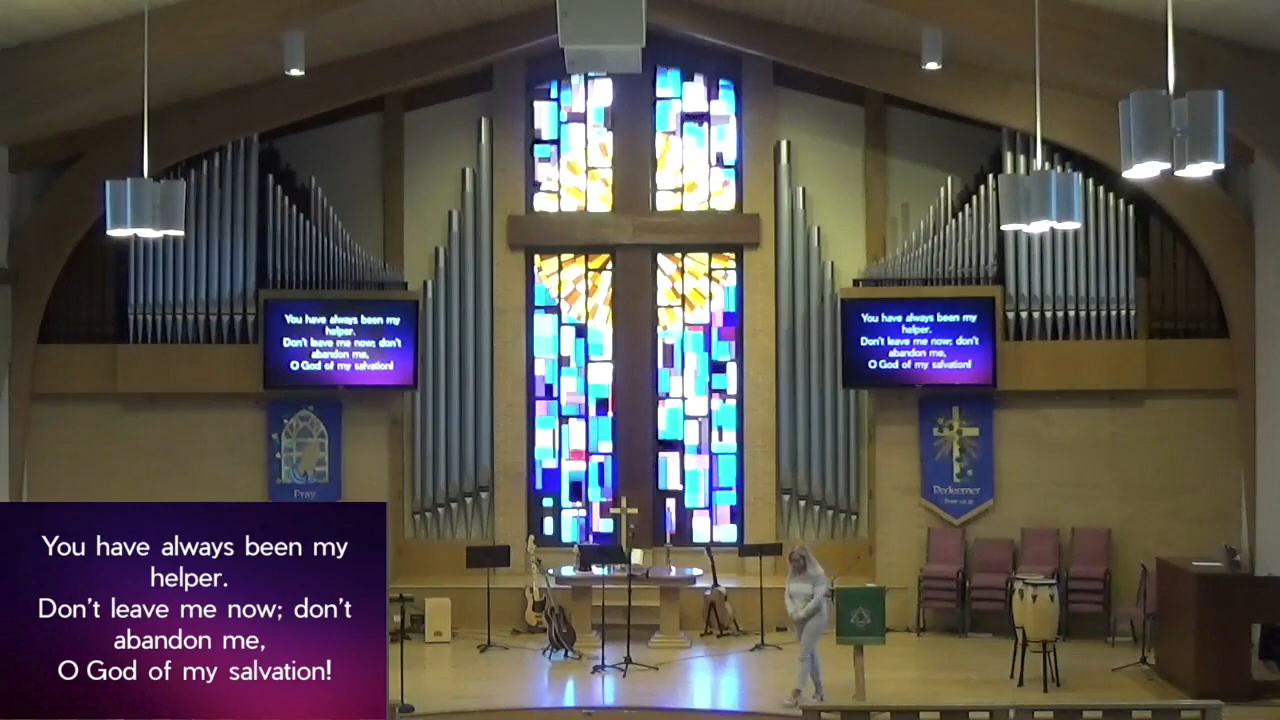 You have always been my
helper.
Don't leave me now; don't
abandon me,
O God of my salvation!
You have always been my
helper.
Don't leave me now; don't
abandon me,
O God of my salvation!
Pray
Redeemer
You have always been my
helper.
Don't leave me now; don't
abandon me,
O God of my salvation!